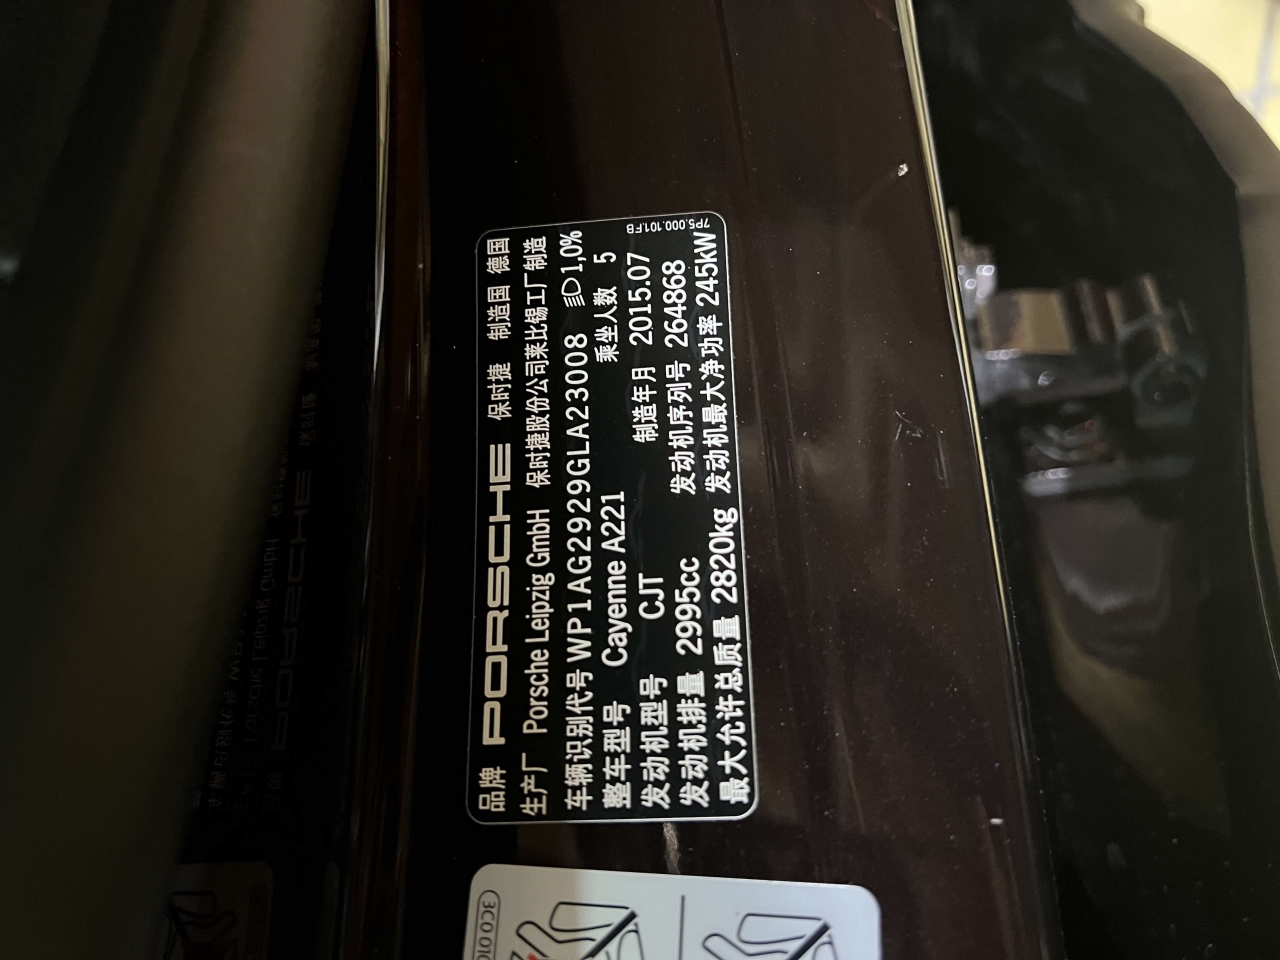 品牌 PORSCHE 保时捷 制造国 德国
生产厂 Porsche Leipzig GmbH 保时捷股份公司莱比锡工厂制造
车辆识别代号 WP1AG2929GLA23008 1,0%
整车型号 Cayenne A221 乘坐人数 5
发动机型号 CJT 制造年月 2015.07
发动机排量 2995cc 发动机序列号 264868
最大允许总质量 2820kg 发动机最大净功率 245kW
7P5.000.101.FB
3C0 010